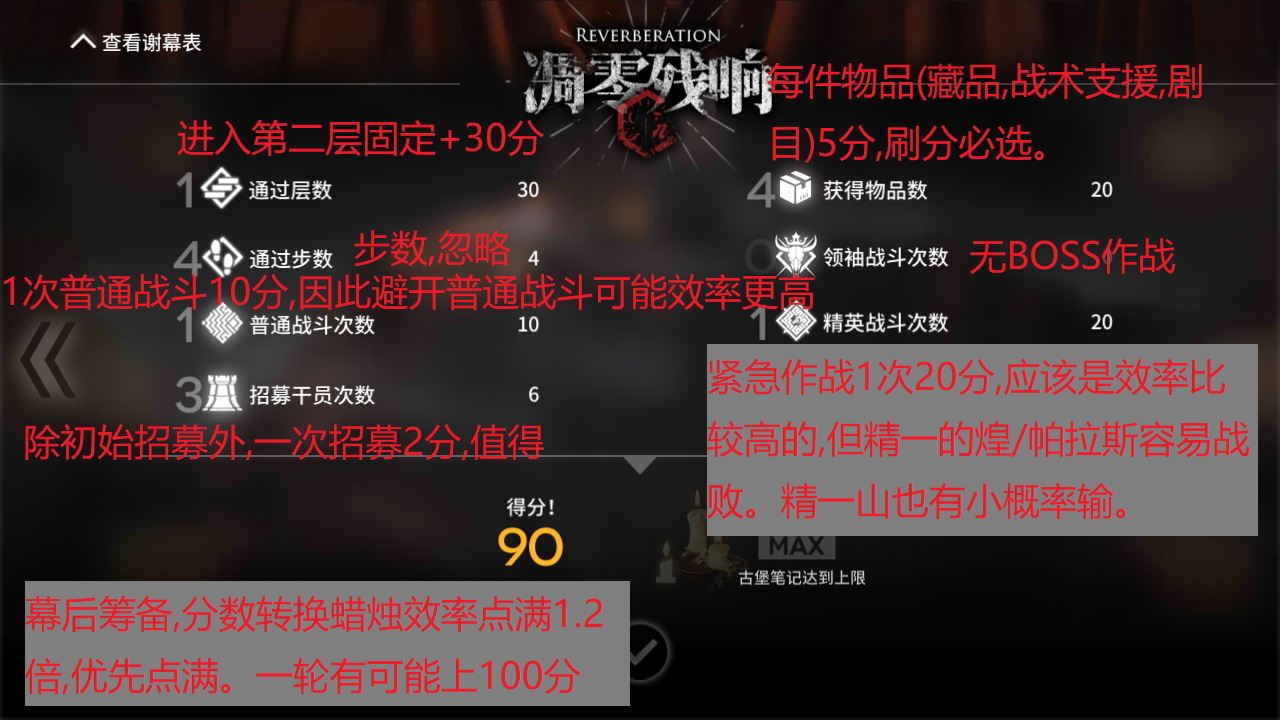 查看谢幕表
REVERBERATION
凋零残响
每件物品(藏品,战术支援,剧
目)5分,刷分必选。
进入第二层固定+30分
1 通过层数 30
4 获得物品数 20
步数,忽略
4 通过步数 4
0 领袖战斗次数
无BOSS作战
1次普通战斗10分,因此避开普通战斗可能效率更高
1 普通战斗次数 10
1 精英战斗次数 20
3 招募干员次数 6
除初始招募外,一次招募2分,值得
紧急作战1次20分,应该是效率比
较高的,但精一的煌/帕拉斯容易战
败。精一山也有小概率输。
得分!
90
MAX
古堡笔记达到上限
幕后筹备,分数转换蜡烛效率点满1.2
倍,优先点满。一轮有可能上100分